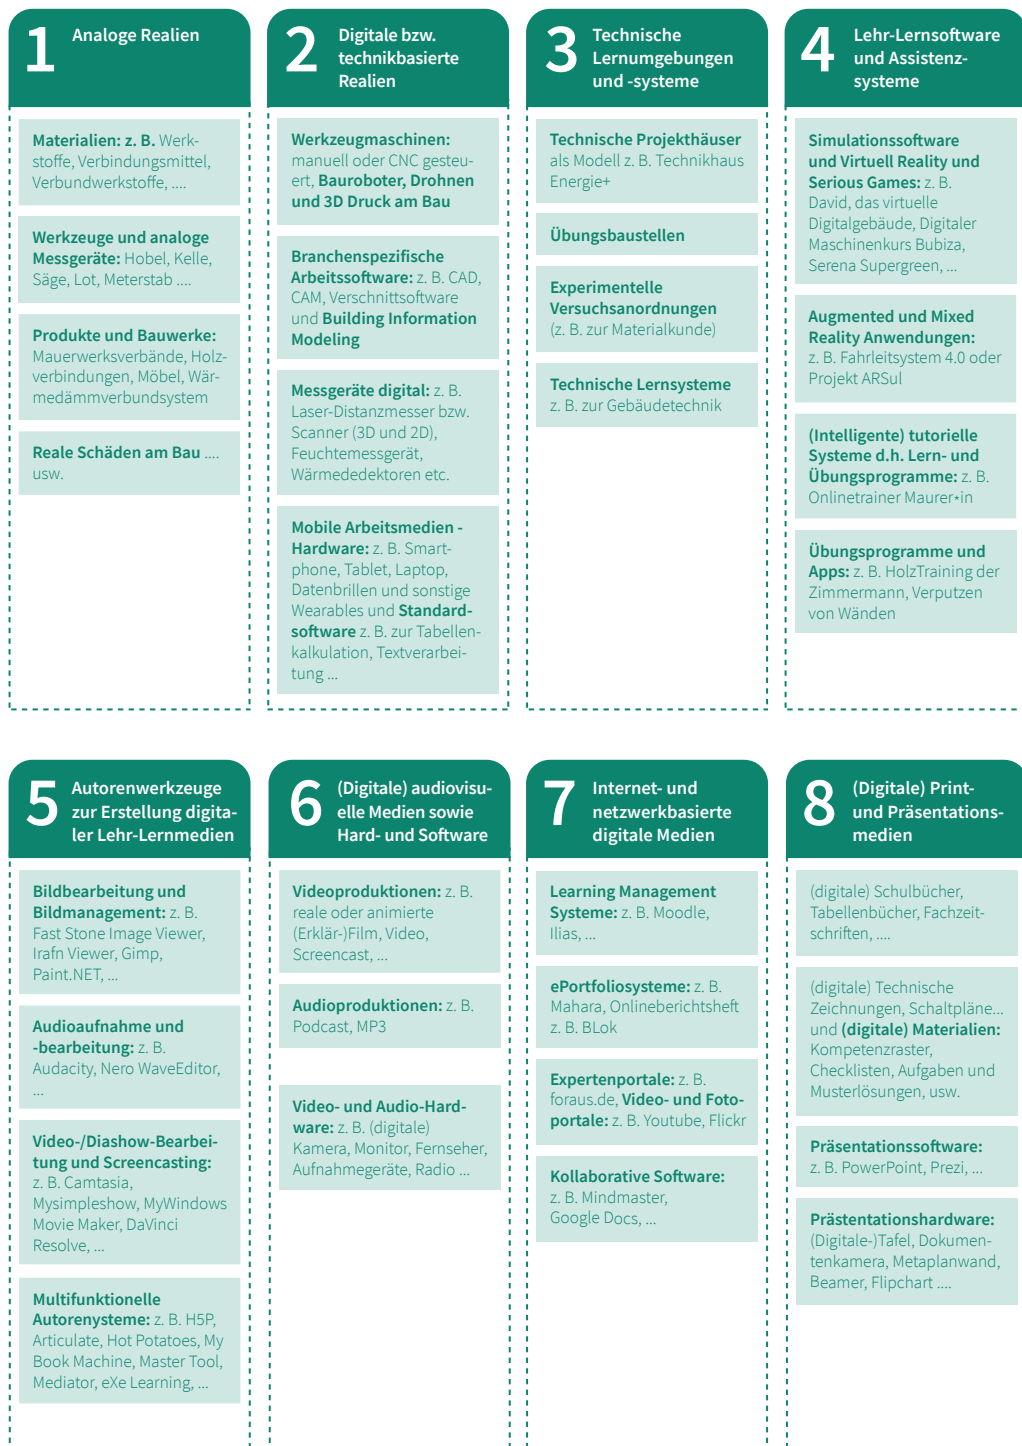 1
Analoge Realien
Materialien: z. B. Werk-
stoffe, Verbindungsmittel,
Verbundwerkstoffe, ....
Werkzeuge und analoge
Messgeräte: Hobel, Kelle,
Säge, Lot, Meterstab ....
Produkte und Bauwerke:
Mauerwerksverbände, Holz-
verbindungen, Möbel, Wär-
medämmverbundsystem
Reale Schäden am Bau ....
usw.
2
Digitale bzw.
technikbasierte
Realien
Werkzeugmaschinen:
manuell oder CNC gesteu-
ert, Bauroboter, Drohnen
und 3D Druck am Bau
Branchenspezifische
Arbeitssoftware: z. B. CAD,
CAM, Verschnittsoftware
und Building Information
Modeling
Messgeräte digital: z. B.
Laser-Distanzmesser bzw.
Scanner (3D und 2D),
Feuchtemessgerät,
Wärmededektoren etc.
Mobile Arbeitsmedien -
Hardware: z. B. Smart-
phone, Tablet, Laptop,
Datenbrillen und sonstige
Wearables und Standard-
software z. B. zur Tabellen-
kalkulation, Textverarbei-
tung ...
3
Technische
Lernumgebungen
und -systeme
Technische Projekthäuser
als Modell z. B. Technikhaus
Energie+
Übungsbaustellen
Experimentelle
Versuchsanordnungen
(z. B. zur Materialkunde)
Technische Lernsysteme
z. B. zur Gebäudetechnik
4
Lehr-Lernsoftware
und Assistenz-
systeme
Simulationssoftware
und Virtuell Reality und
Serious Games: z. B.
David, das virtuelle
Digitalgebäude, Digitaler
Maschinenkurs Bubiza,
Serena Supergreen, ...
Augmented und Mixed
Reality Anwendungen:
z. B. Fahrleitsystem 4.0 oder
Projekt ARSul
(Intelligente) tutorielle
Systeme d.h. Lern- und
Übungsprogramme: z. B.
Onlinetrainer Maurer*in
Übungsprogramme und
Apps: z. B. HolzTraining der
Zimmermann, Verputzen
von Wänden
5
Autorenwerkzeuge
zur Erstellung digita-
ler Lehr-Lernmedien
Bildbearbeitung und
Bildmanagement: z. B.
Fast Stone Image Viewer,
Irafn Viewer, Gimp,
Paint.NET, ...
Audioaufnahme und
-bearbeitung: z. B.
Audacity, Nero WaveEditor,
...
Video-/Diashow-Bearbei-
tung und Screencasting:
z. B. Camtasia,
Mysimpleshow, MyWindows
Movie Maker, DaVinci
Resolve, ...
Multifunktionelle
Autorenysteme: z. B. H5P,
Articulate, Hot Potatoes, My
Book Machine, Master Tool,
Mediator, eXe Learning, ...
6
(Digitale) audiovisu-
elle Medien sowie
Hard- und Software
Videoproduktionen: z. B.
reale oder animierte
(Erklär-)Film, Video,
Screencast, ...
Audioproduktionen: z. B.
Podcast, MP3
Video- und Audio-Hard-
ware: z. B. (digitale)
Kamera, Monitor, Fernseher,
Aufnahmegeräte, Radio ...
7
Internet- und
netzwerkbasierte
digitale Medien
Learning Management
Systeme: z. B. Moodle,
Ilias, ...
ePortfoliosysteme: z. B.
Mahara, Onlineberichtsheft
z. B. BLok
Expertenportale: z. B.
foraus.de, Video- und Foto-
portale: z. B. Youtube, Flickr
Kollaborative Software:
z. B. Mindmaster,
Google Docs, ...
8
(Digitale) Print-
und Präsentations-
medien
(digitale) Schulbücher,
Tabellenbücher, Fachzeit-
schriften, ....
(digitale) Technische
Zeichnungen, Schaltpläne...
und (digitale) Materialien:
Kompetenzraster,
Checklisten, Aufgaben und
Musterlösungen, usw.
Präsentationssoftware:
z. B. PowerPoint, Prezi, ...
Prästentationshardware:
(Digitale-)Tafel, Dokumen-
tenkamera, Metaplanwand,
Beamer, Flipchart ....